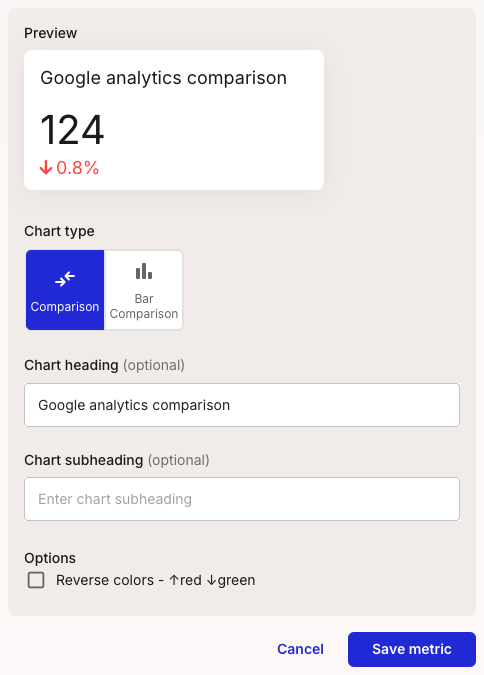 Preview
Google analytics comparison
124
↓ 0.8%
Chart type
Comparison
Bar
Comparison
Chart heading (optional)
Google analytics comparison
Chart subheading (optional)
Enter chart subheading
Options
Reverse colors - ↑red ↓green
Cancel
Save metric